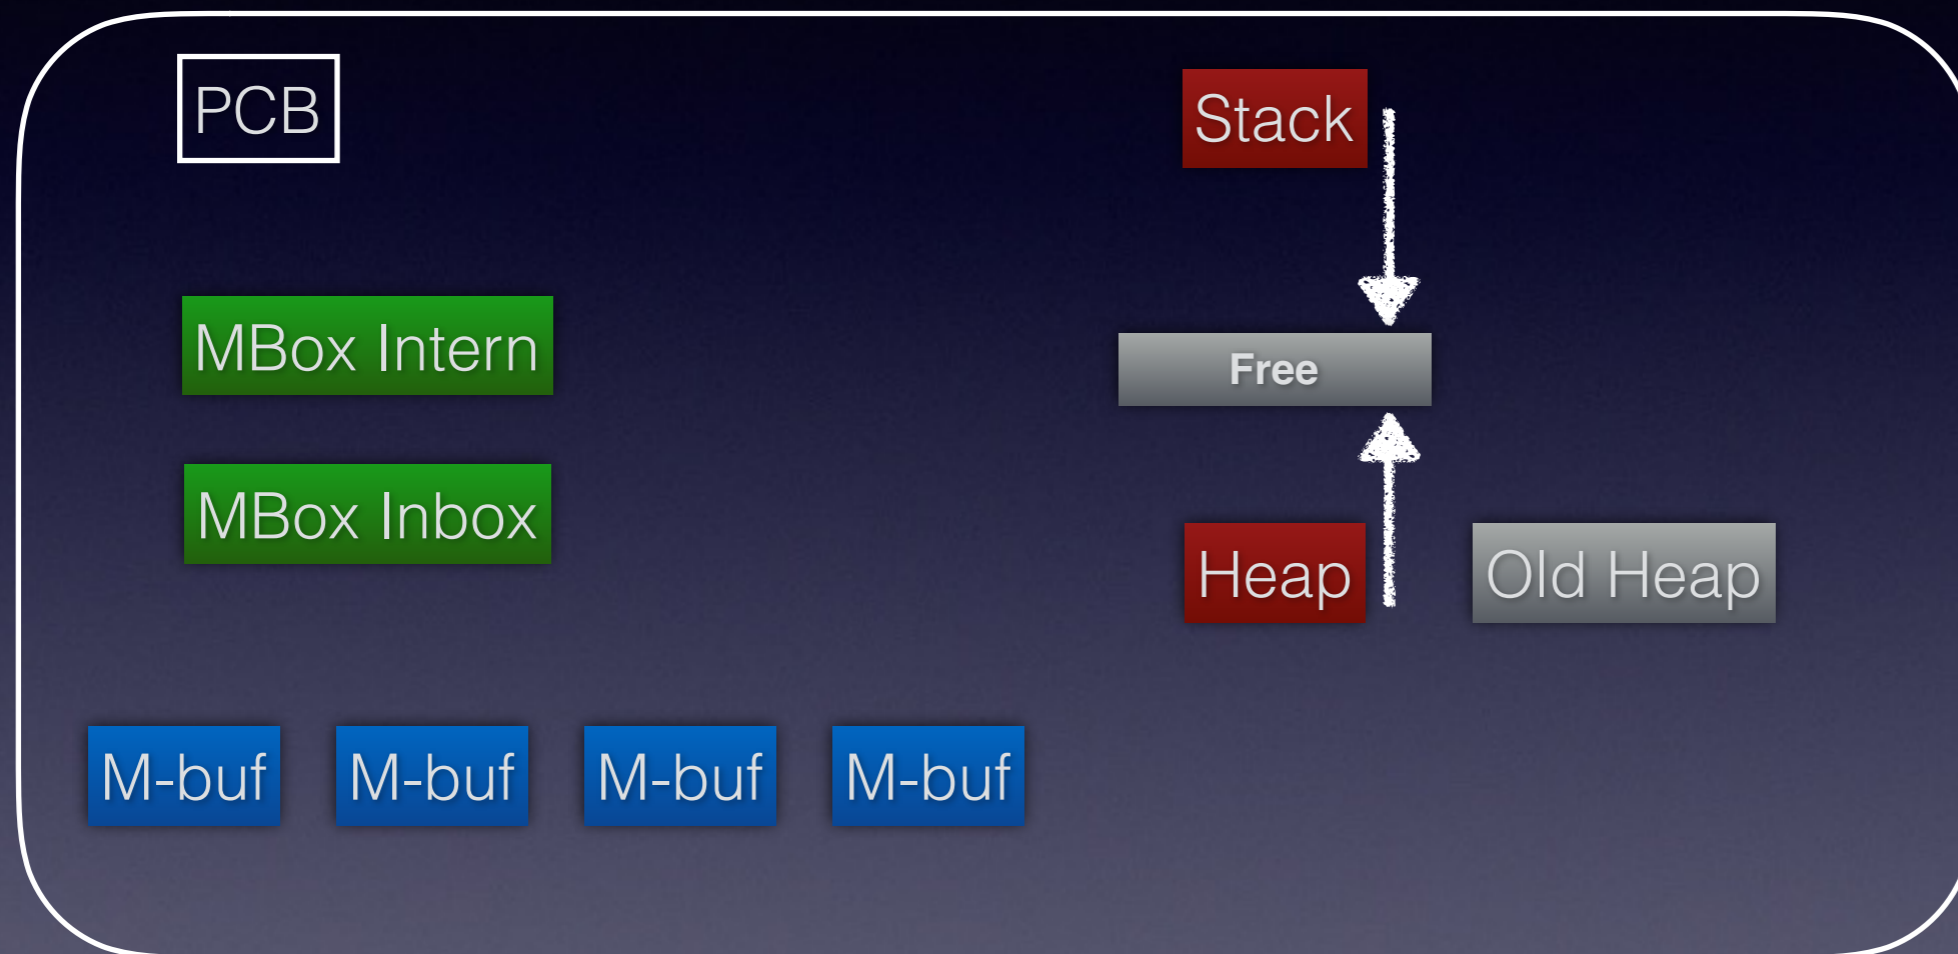 PCB
Stack
MBox Intern
Free
MBox Inbox
Heap
Old Heap
M-buf
M-buf
M-buf
M-buf